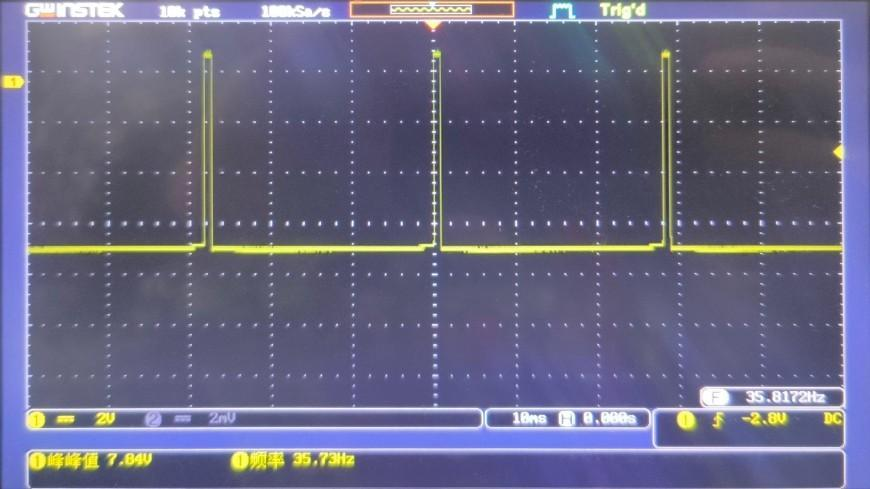 GWINSTEK 10k pts 100kSa/s Trig'd
1
F 35.8172Hz
1 2V 2 2mV 10ms H 0.000s 1 -2.8V DC
1峰峰值 7.84V 1频率 35.73Hz